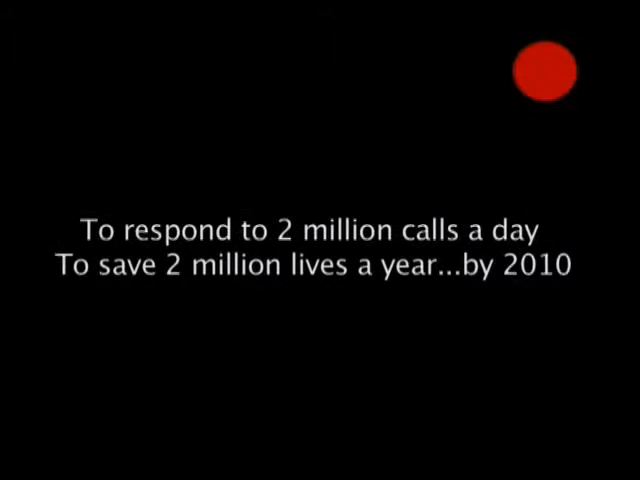 To respond to 2 million calls a day
To save 2 million lives a year...by 2010